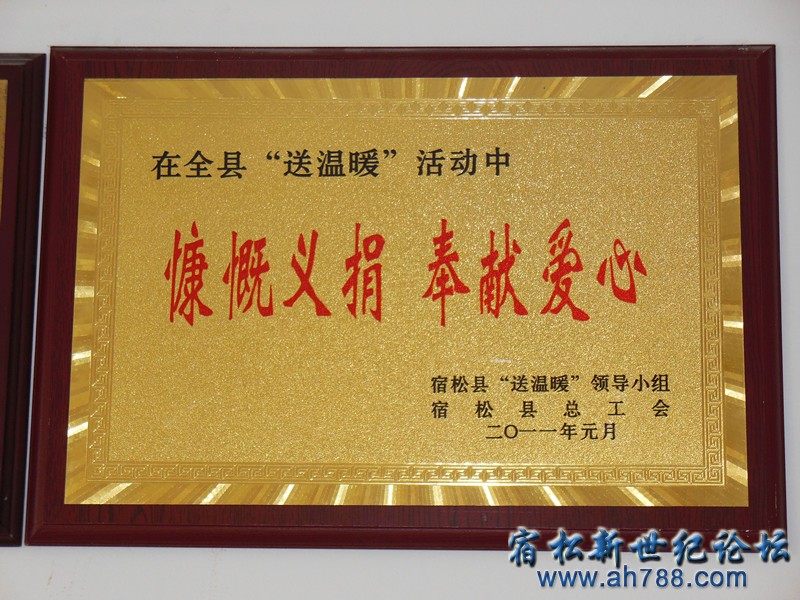 在全县“送温暖”活动中
慷慨义捐 奉献爱心
宿松县“送温暖”领导小组
宿松县总工会
二〇一一年元月
宿松新世纪论坛
www.ah788.com